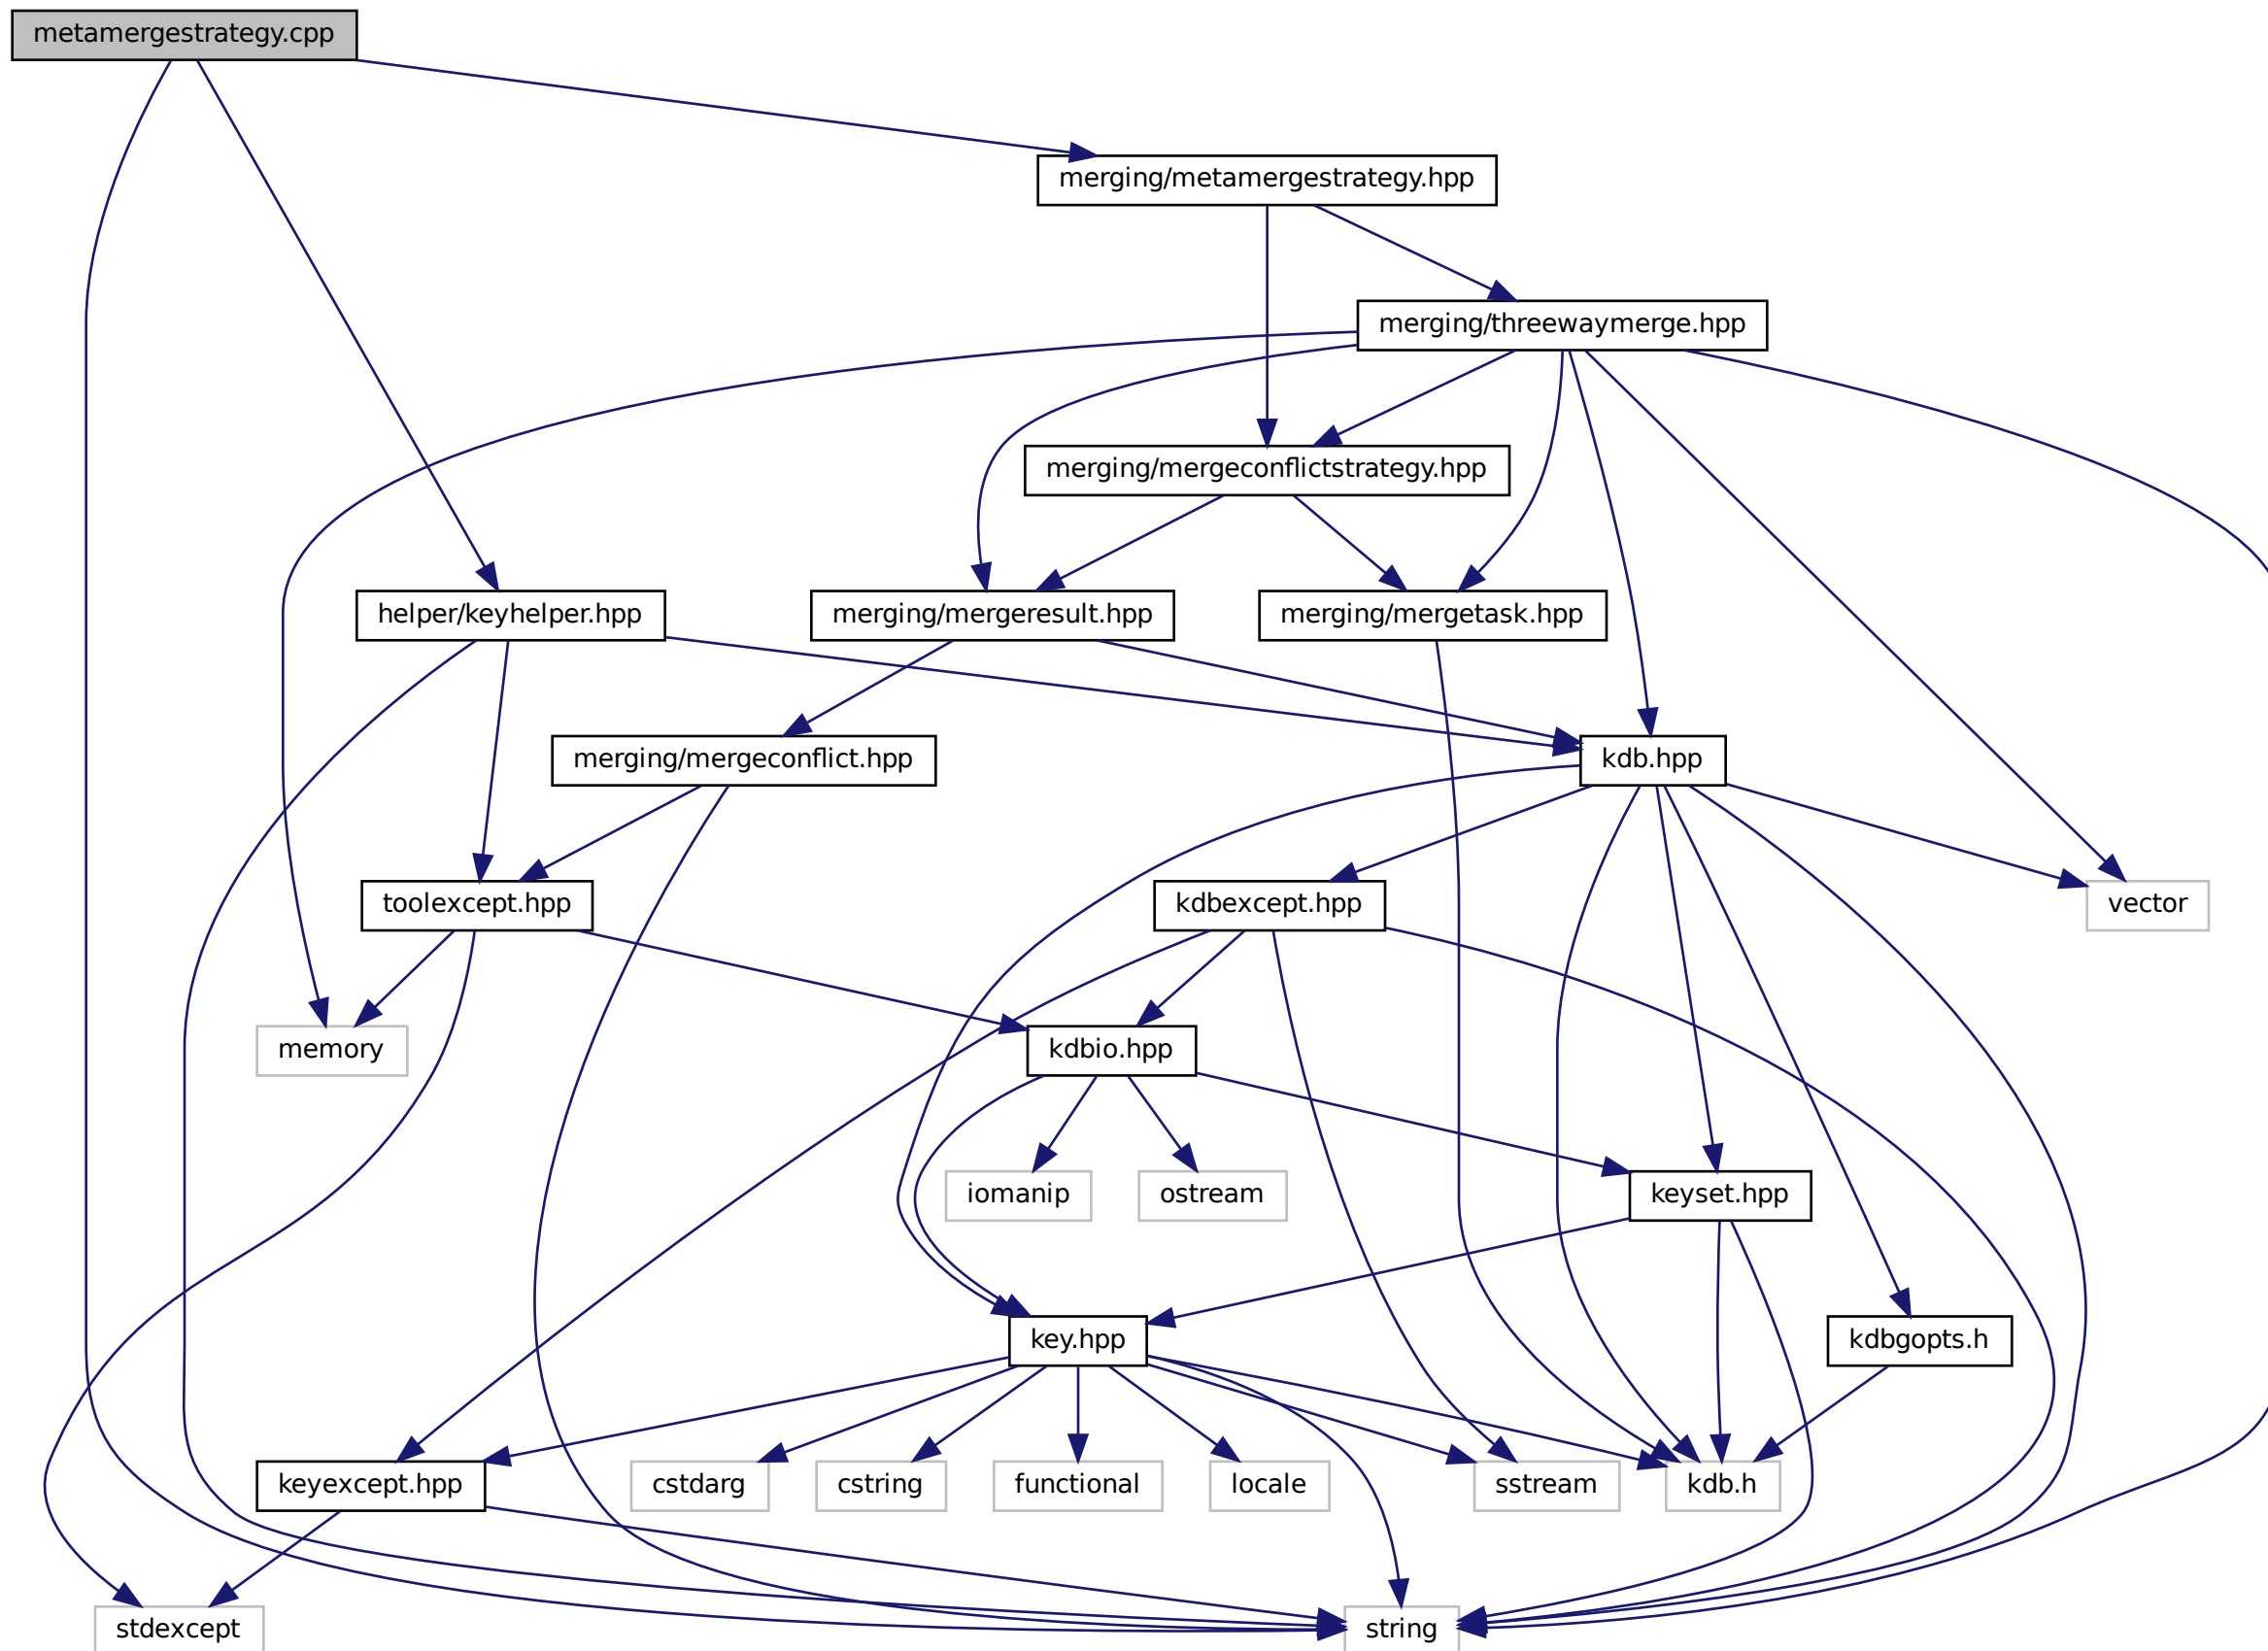 metamergestrategy.cpp
merging/metamergestrategy.hpp
merging/threewaymerge.hpp
merging/mergeconflictstrategy.hpp
helper/keyhelper.hpp
merging/mergeresult.hpp
merging/mergetask.hpp
merging/mergeconflict.hpp
kdb.hpp
toolexcept.hpp
kdbexcept.hpp
vector
memory
kdbio.hpp
iomanip
ostream
keyset.hpp
key.hpp
kdbgopts.h
keyexcept.hpp
cstdarg
cstring
functional
locale
sstream
kdb.h
stdexcept
string